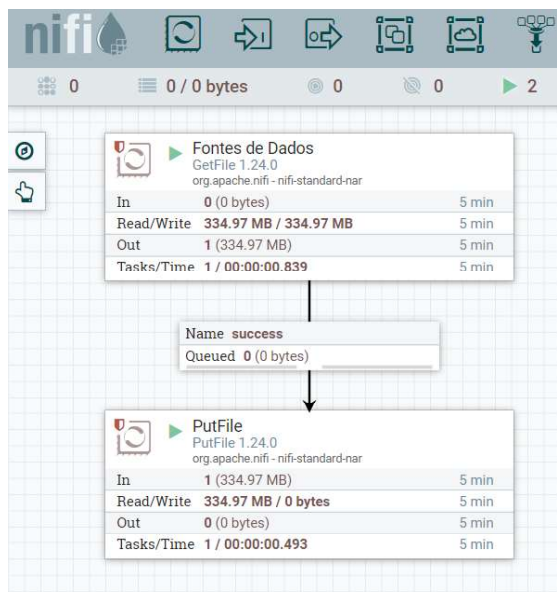 nifi
0 0 / 0 bytes 0 0 2
Fontes de Dados
GetFile 1.24.0
org.apache.nifi - nifi-standard-nar
In 0 (0 bytes) 5 min
Read/Write 334.97 MB / 334.97 MB 5 min
Out 1 (334.97 MB) 5 min
Tasks/Time 1 / 00:00:00.839 5 min
Name success
Queued 0 (0 bytes)
PutFile
PutFile 1.24.0
org.apache.nifi - nifi-standard-nar
In 1 (334.97 MB) 5 min
Read/Write 334.97 MB / 0 bytes 5 min
Out 0 (0 bytes) 5 min
Tasks/Time 1 / 00:00:00.493 5 min